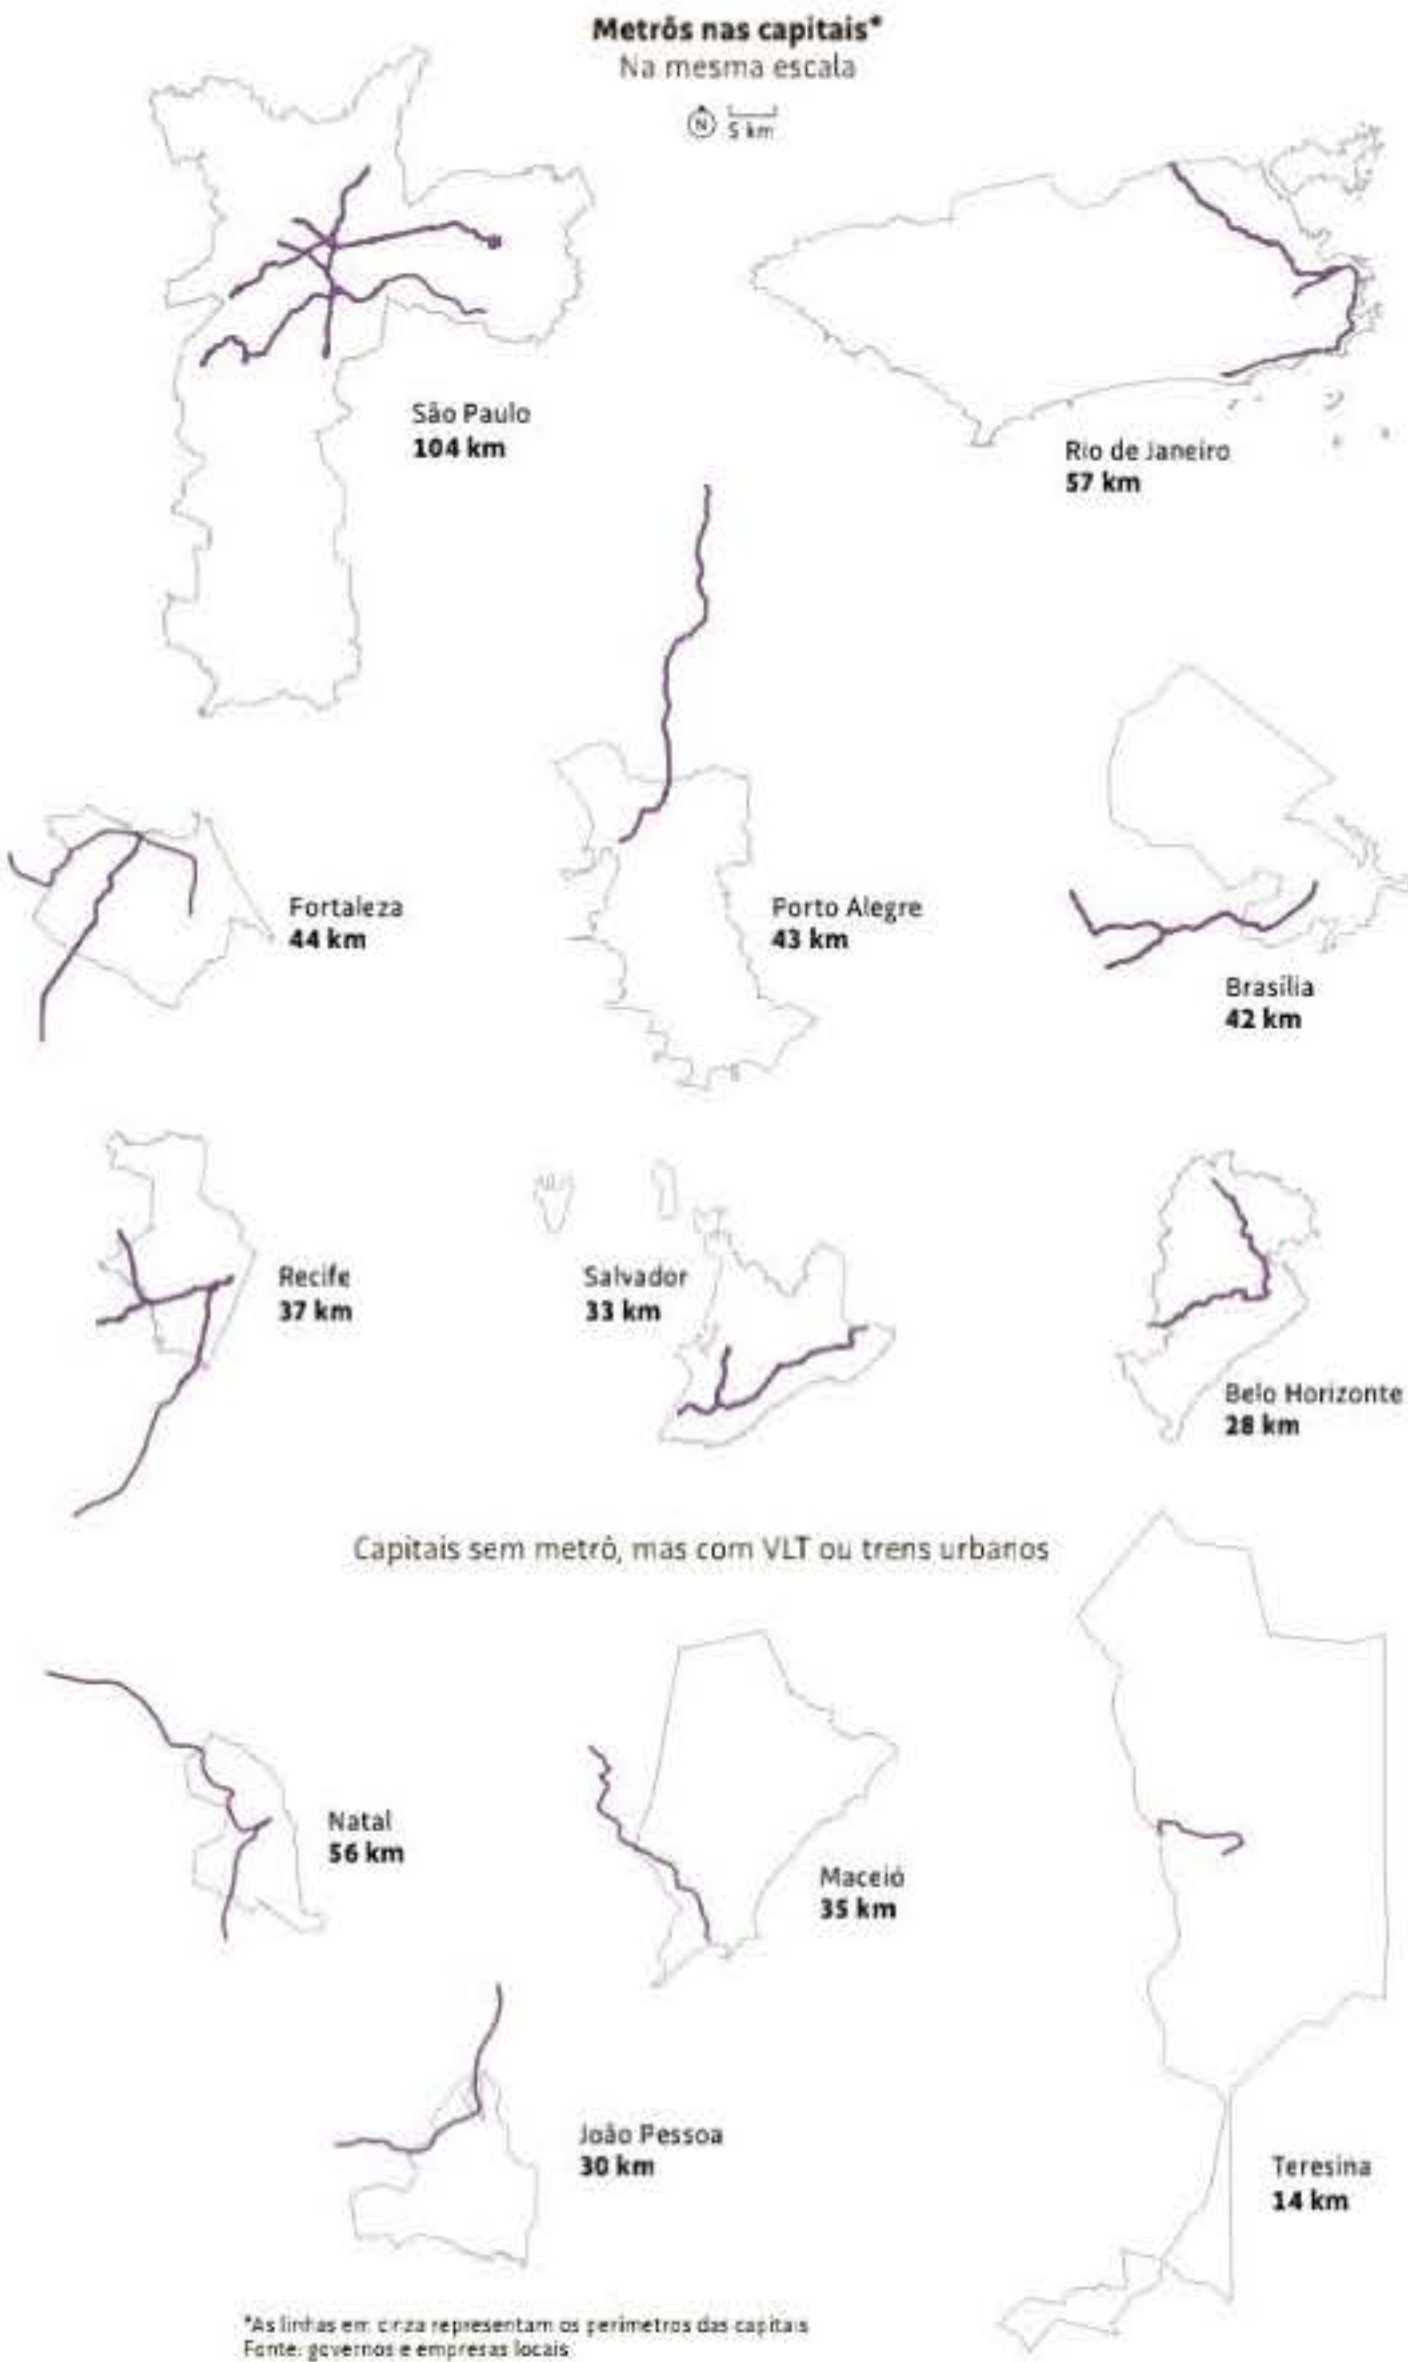 Metrôs nas capitais*
Na mesma escala
N 5 km
São Paulo
104 km
Rio de Janeiro
57 km
Fortaleza
44 km
Porto Alegre
43 km
Brasília
42 km
Recife
37 km
Salvador
33 km
Belo Horizonte
28 km
Capitais sem metrô, mas com VLT ou trens urbanos
Natal
56 km
Maceió
35 km
João Pessoa
30 km
Teresina
14 km
*As linhas em cinza representam os perímetros das capitais
Fonte: governos e empresas locais